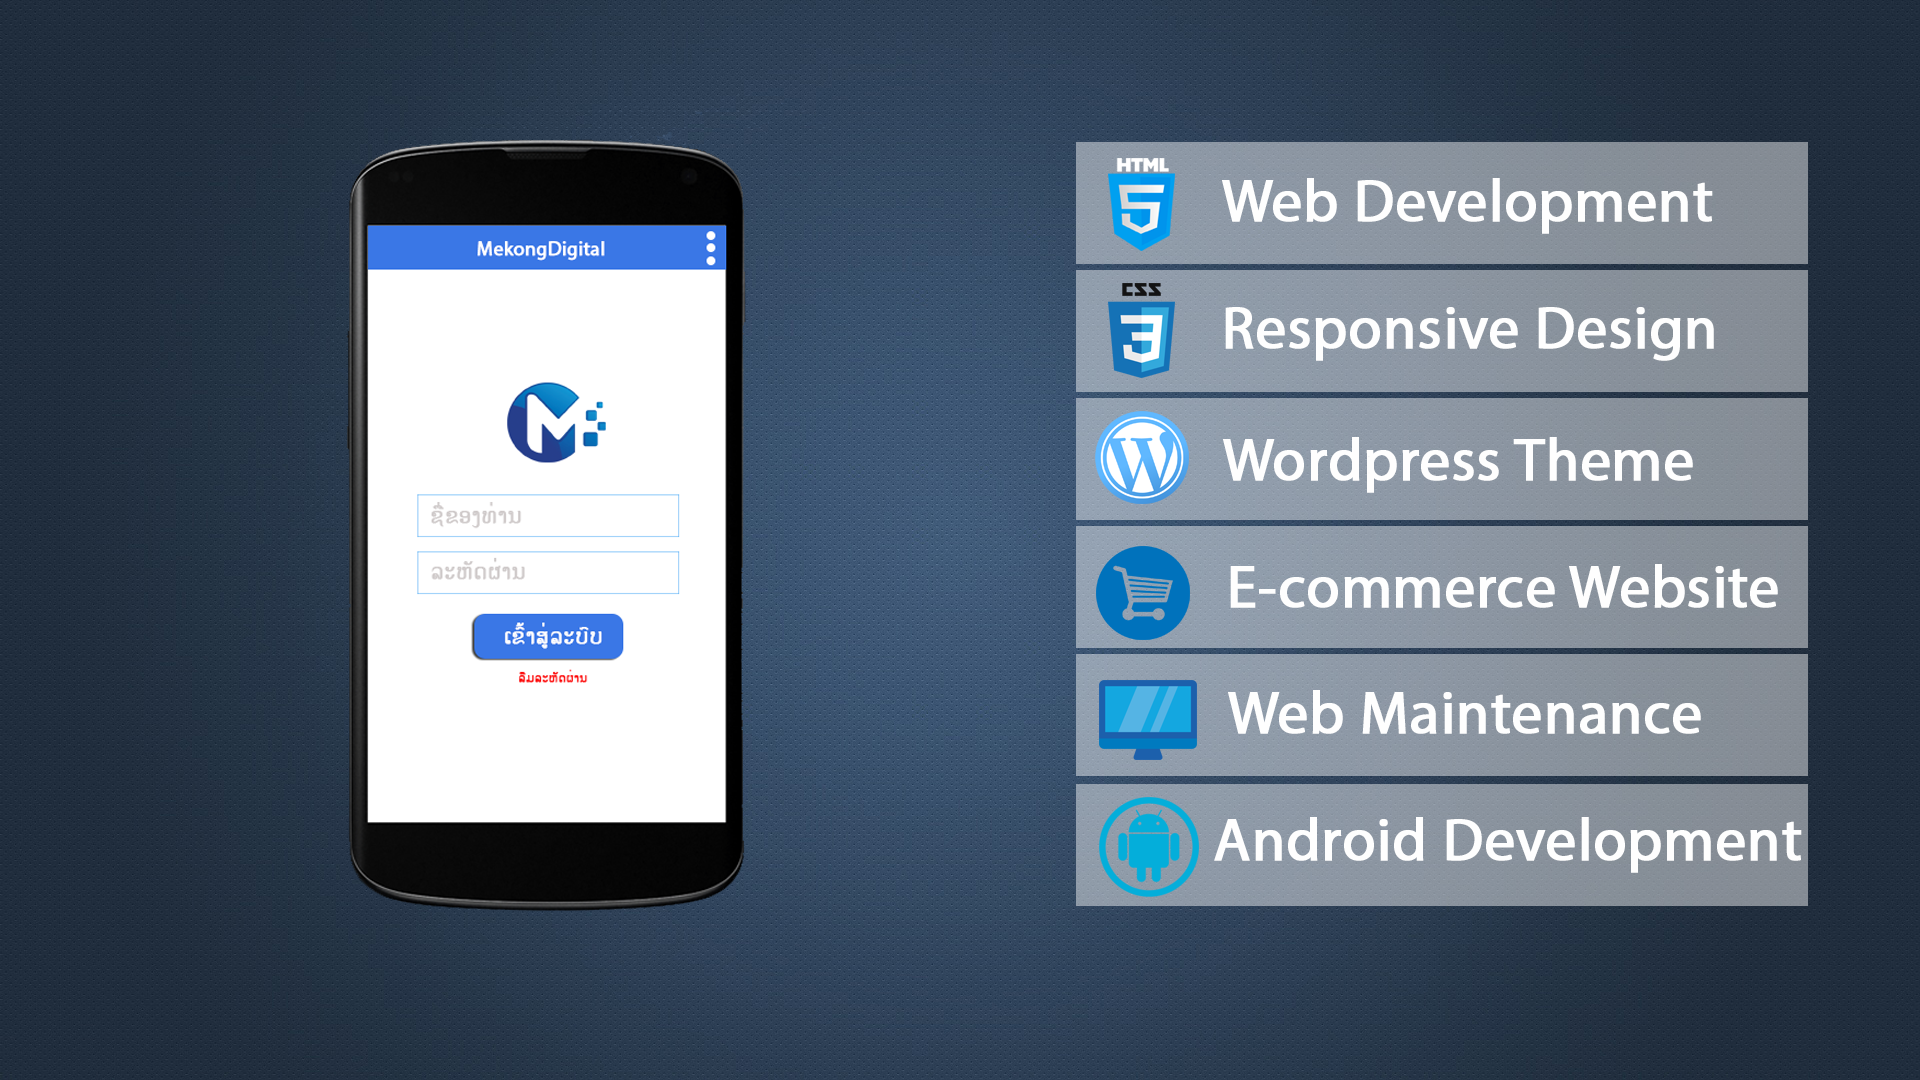 MekongDigital
ຊື່ຂອງທ່ານ
ລະຫັດຜ່ານ
ເຂົ້າສູ່ລະບົບ
ລືມລະຫັດຜ່ານ
HTML
5
Web Development
CSS
3
Responsive Design
W
Wordpress Theme
E-commerce Website
Web Maintenance
Android Development